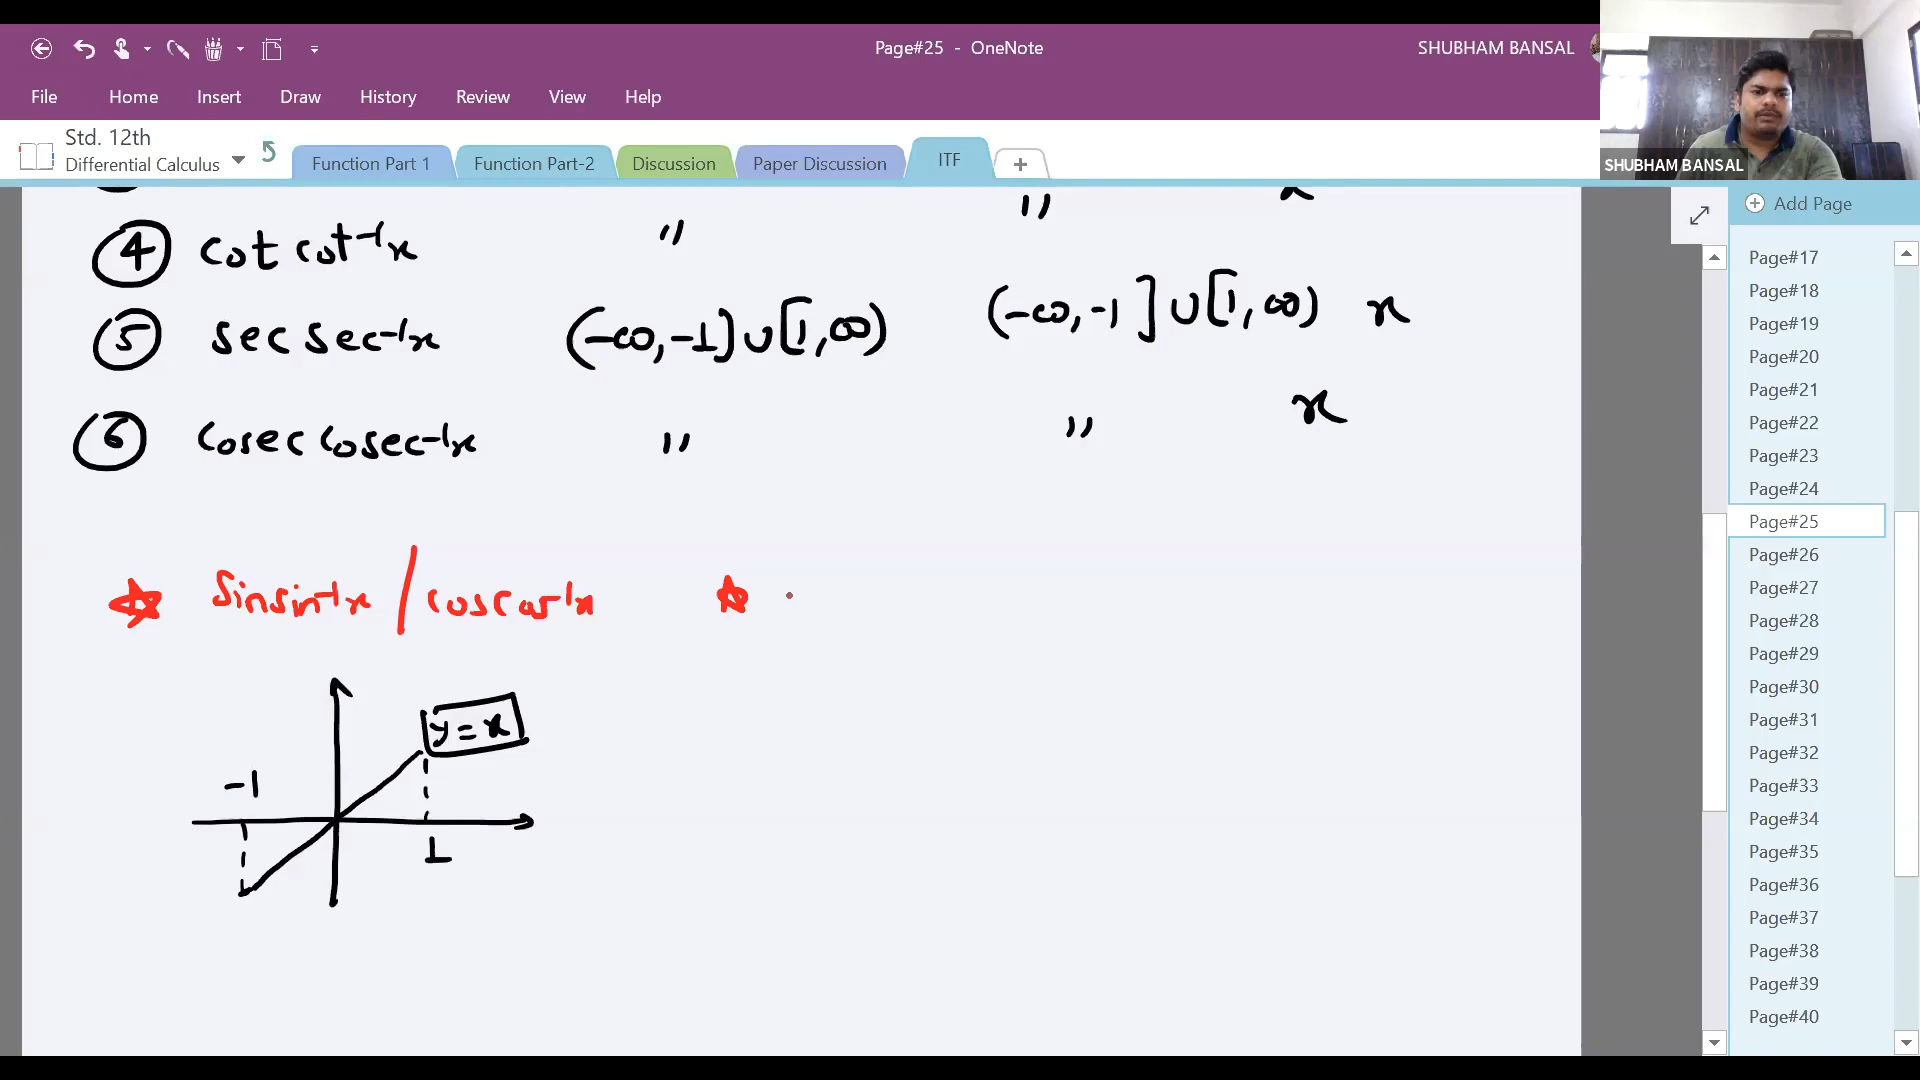 Page#25 - OneNote
SHUBHAM BANSAL
File Home Insert Draw History Review View Help
SHUBHAM BANSAL
Std. 12th
Differential Calculus
Function Part 1
Function Part-2
Discussion
Paper Discussion
ITF
+
Add Page
x
④ cot cot⁻¹x " "
⑤ sec sec⁻¹x (-∞,-1]∪[1,∞) (-∞,-1]∪[1,∞) x
⑥ cosec cosec⁻¹x " " x
☆ Sinsin⁻¹x / coscos⁻¹x ☆
y = x
-1
1
Page#17
Page#18
Page#19
Page#20
Page#21
Page#22
Page#23
Page#24
Page#25
Page#26
Page#27
Page#28
Page#29
Page#30
Page#31
Page#32
Page#33
Page#34
Page#35
Page#36
Page#37
Page#38
Page#39
Page#40